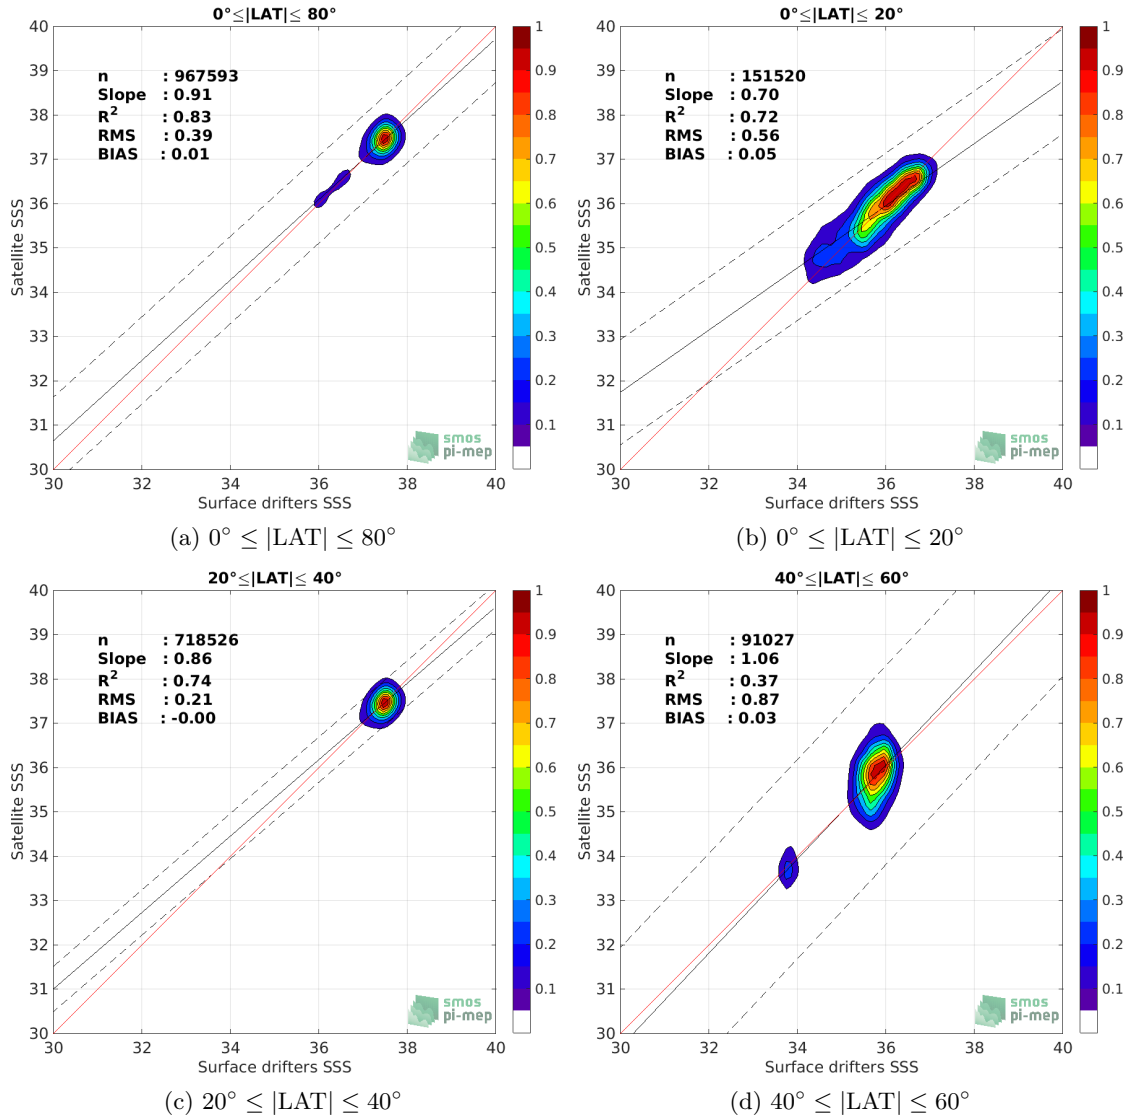 0°≤|LAT|≤ 80°
40
39
38
37
36
35
34
33
32
31
30
Satellite SSS
n : 967593
Slope : 0.91
R² : 0.83
RMS : 0.39
BIAS : 0.01
smos
pi-mep
30 32 34 36 38 40
Surface drifters SSS
1
0.9
0.8
0.7
0.6
0.5
0.4
0.3
0.2
0.1
(a) 0° ≤ |LAT| ≤ 80°
0°≤|LAT|≤ 20°
40
39
38
37
36
35
34
33
32
31
30
Satellite SSS
n : 151520
Slope : 0.70
R² : 0.72
RMS : 0.56
BIAS : 0.05
smos
pi-mep
30 32 34 36 38 40
Surface drifters SSS
1
0.9
0.8
0.7
0.6
0.5
0.4
0.3
0.2
0.1
(b) 0° ≤ |LAT| ≤ 20°
20°≤|LAT|≤ 40°
40
39
38
37
36
35
34
33
32
31
30
Satellite SSS
n : 718526
Slope : 0.86
R² : 0.74
RMS : 0.21
BIAS : -0.00
smos
pi-mep
30 32 34 36 38 40
Surface drifters SSS
1
0.9
0.8
0.7
0.6
0.5
0.4
0.3
0.2
0.1
(c) 20° ≤ |LAT| ≤ 40°
40°≤|LAT|≤ 60°
40
39
38
37
36
35
34
33
32
31
30
Satellite SSS
n : 91027
Slope : 1.06
R² : 0.37
RMS : 0.87
BIAS : 0.03
smos
pi-mep
30 32 34 36 38 40
Surface drifters SSS
1
0.9
0.8
0.7
0.6
0.5
0.4
0.3
0.2
0.1
(d) 40° ≤ |LAT| ≤ 60°